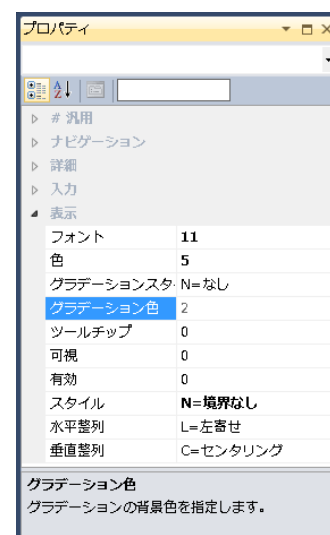 プロパティ
# 汎用
ナビゲーション
詳細
入力
表示
フォント 11
色 5
グラデーションスタ N=なし
グラデーション色 2
ツールチップ 0
可視 0
有効 0
スタイル N=境界なし
水平整列 L=左寄せ
垂直整列 C=センタリング
グラデーション色
グラデーションの背景色を指定します。